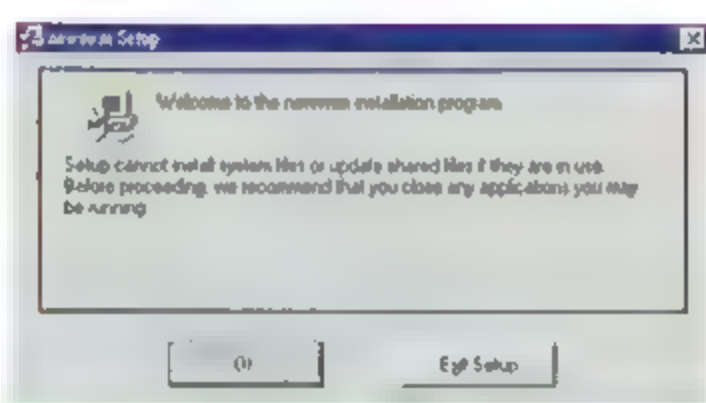 Setup
Welcome to the installation program
Setup cannot install system files or update shared files if they are in use.
Before proceeding, we recommend that you close any applications you may
be running
Exit Setup